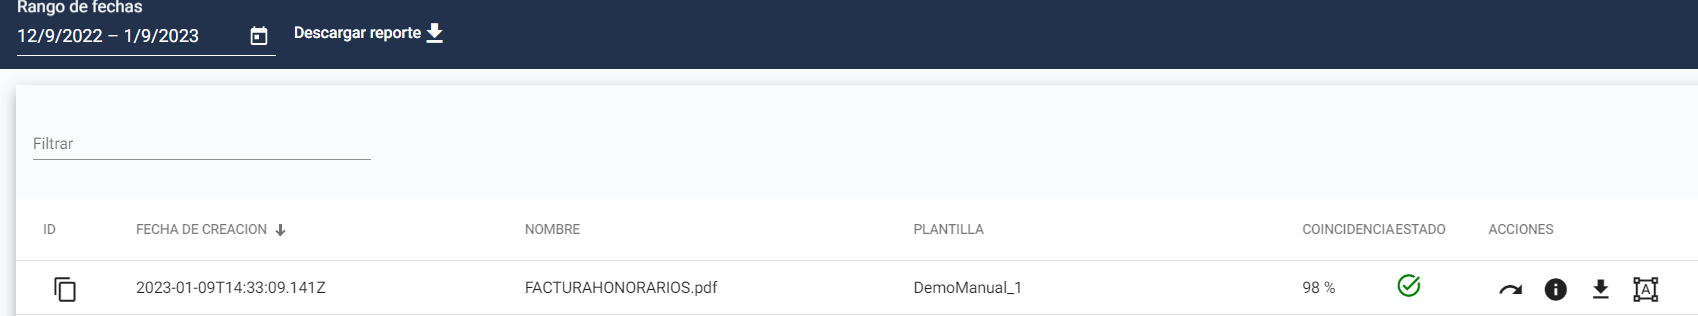 Rango de fechas
12/9/2022 – 1/9/2023
Descargar reporte
Filtrar
ID FECHA DE CREACION NOMBRE PLANTILLA COINCIDENCIA ESTADO ACCIONES
2023-01-09T14:33:09.141Z FACTURAHONORARIOS.pdf DemoManual_1 98 % A